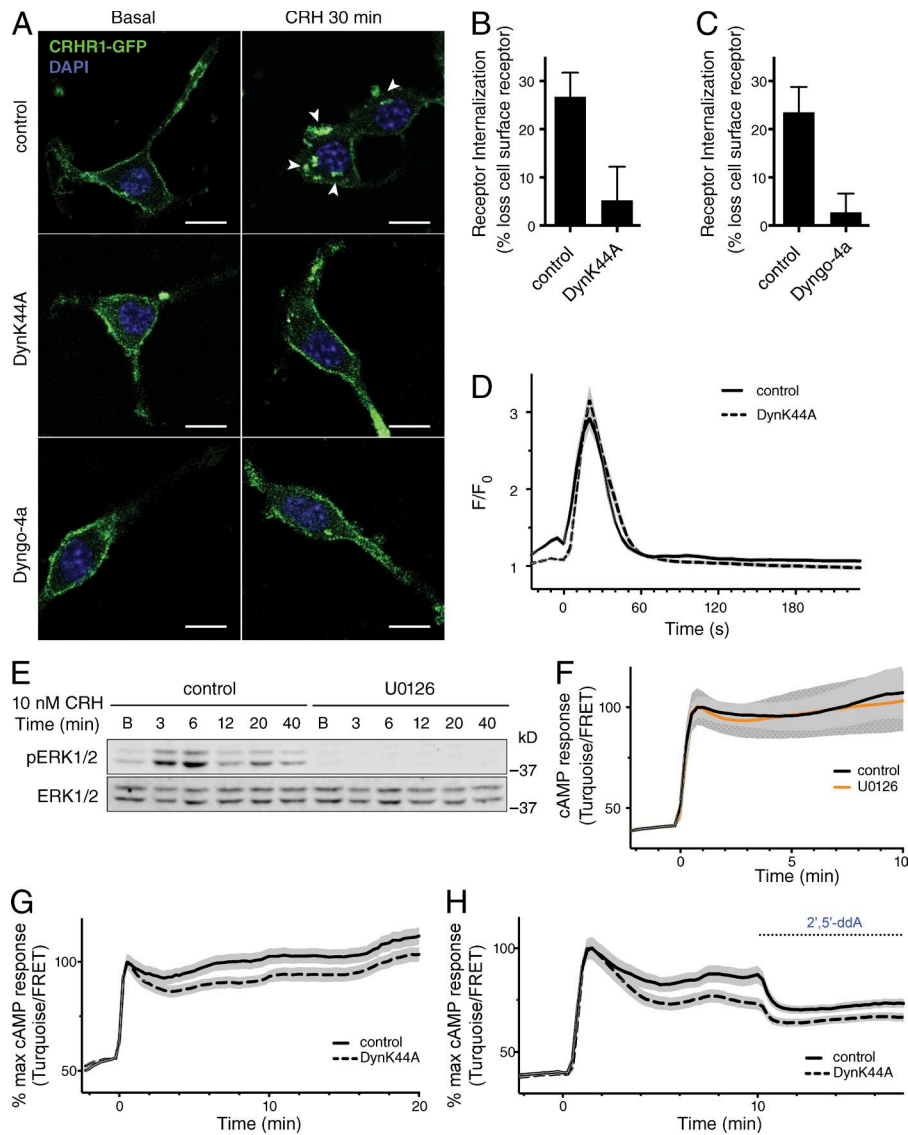 A
Basal
CRH 30 min
CRHR1-GFP
DAPI
control
DynK44A
Dyngo-4a
B
Receptor Internalization
(% loss cell surface receptor)
30
20
10
0
control
DynK44A
C
Receptor Internalization
(% loss cell surface receptor)
30
20
10
0
control
Dyngo-4a
D
control
DynK44A
F/F0
3
2
1
0 60 120 180
Time (s)
E
control U0126
10 nM CRH
Time (min) B 3 6 12 20 40 B 3 6 12 20 40
kD
pERK1/2
–37
ERK1/2
–37
F
cAMP response
(Turquoise/FRET)
100
50
control
U0126
0 5 10
Time (min)
G
% max cAMP response
(Turquoise/FRET)
100
50
control
DynK44A
0 10 20
Time (min)
H
2',5'-ddA
% max cAMP response
(Turquoise/FRET)
100
50
control
DynK44A
0 10
Time (min)